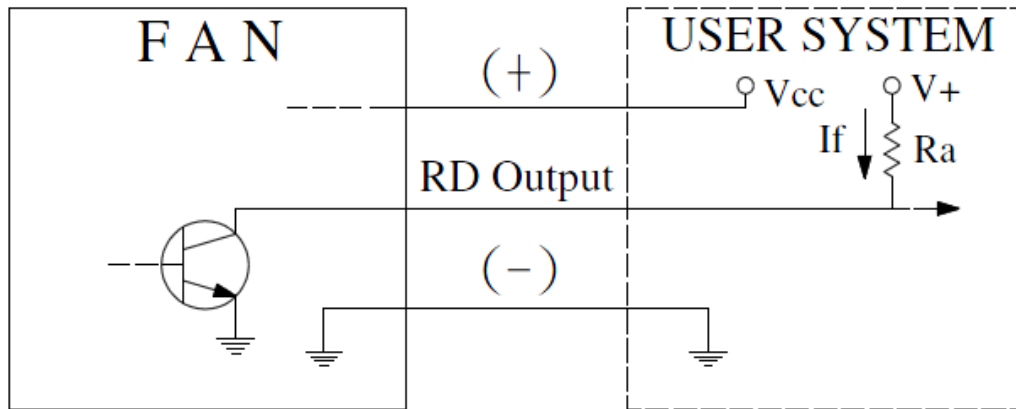 F A N
USER SYSTEM
(+)
Vcc
V+
If
Ra
RD Output
(-)